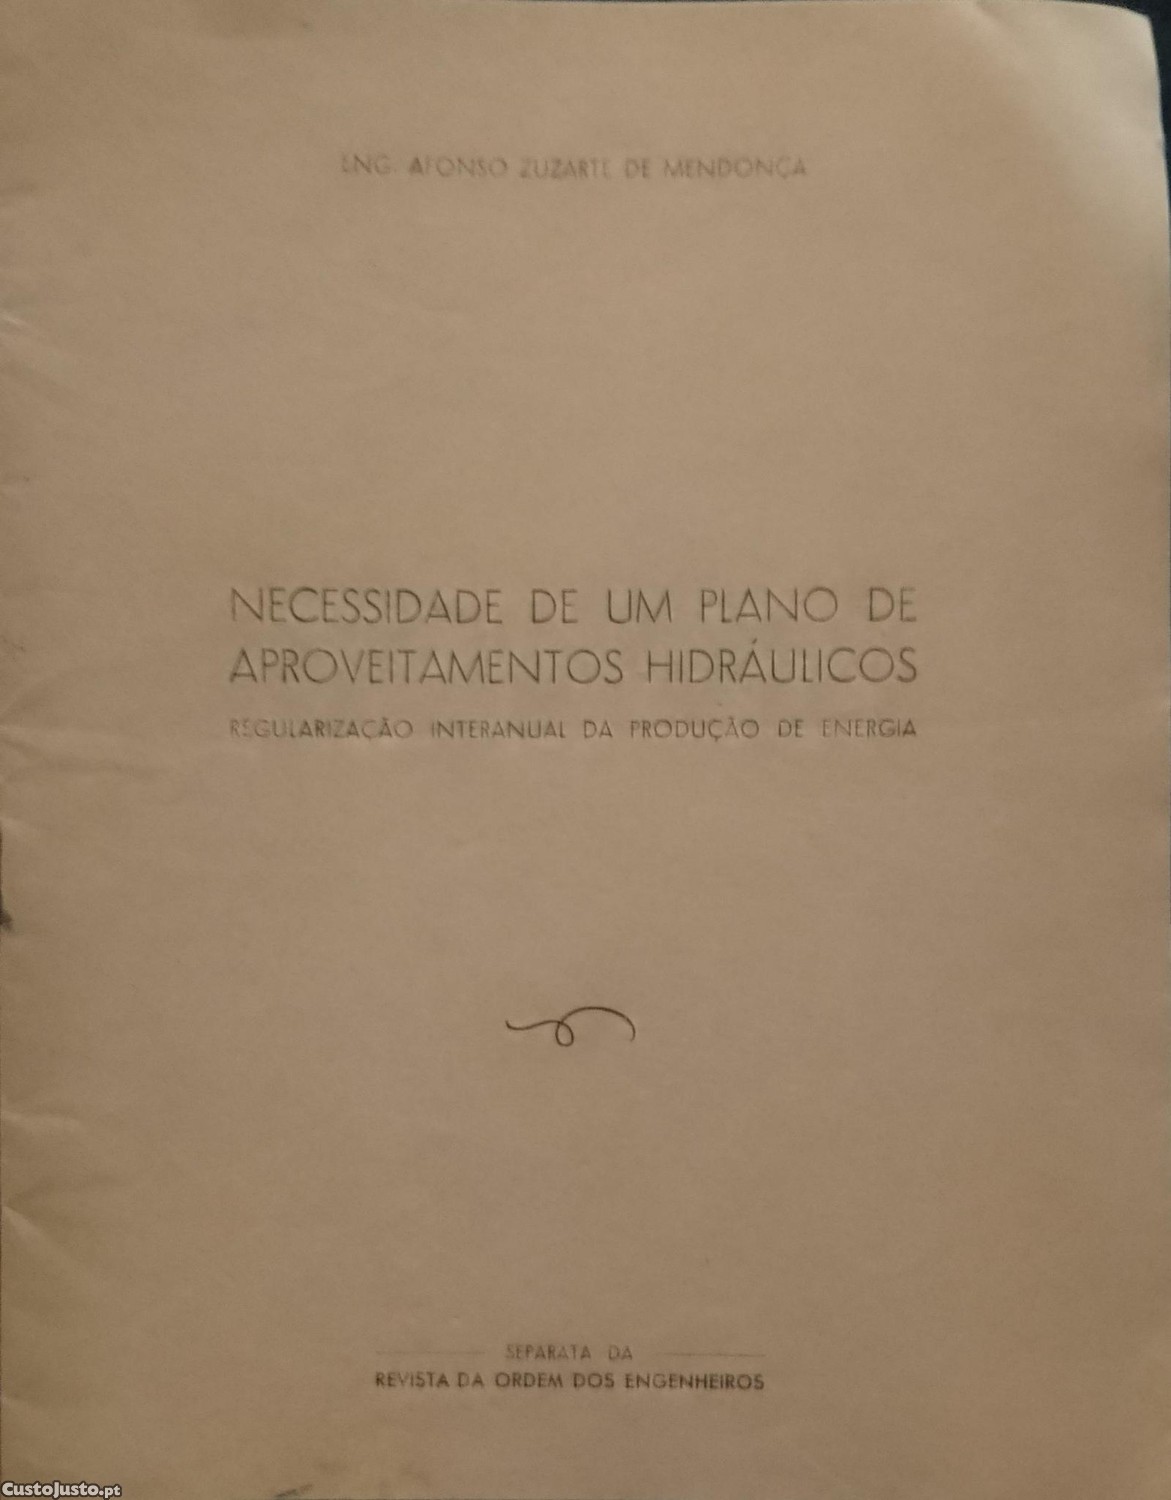 ENG. AFONSO ZUZARTE DE MENDONÇA
NECESSIDADE DE UM PLANO DE
APROVEITAMENTOS HIDRÁULICOS
REGULARIZAÇÃO INTERANUAL DA PRODUÇÃO DE ENERGIA
SEPARATA DA
REVISTA DA ORDEM DOS ENGENHEIROS
CustoJusto.pt